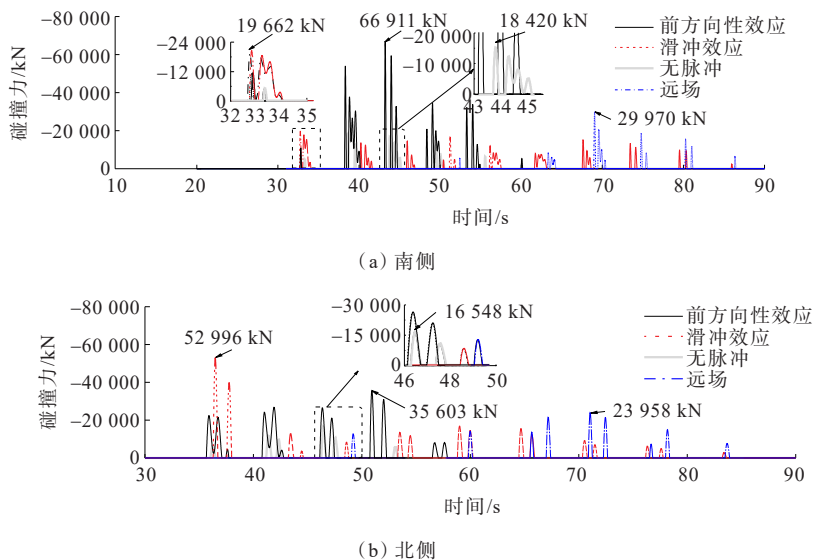 19 662 kN
66 911 kN
18 420 kN
29 970 kN
-80 000
-60 000
-40 000
-20 000
0
碰撞力/kN
-24 000
-12 000
0
32 33 34 35
-20 000
-10 000
0
43 44 45
前方向性效应
滑冲效应
无脉冲
远场
10 20 30 40 50 60 70 80 90
时间/s
(a) 南侧
-80 000
-60 000
-40 000
-20 000
0
碰撞力/kN
52 996 kN
-30 000
-15 000
0
16 548 kN
46 48 50
35 603 kN
23 958 kN
前方向性效应
滑冲效应
无脉冲
远场
30 40 50 60 70 80 90
时间/s
(b) 北侧